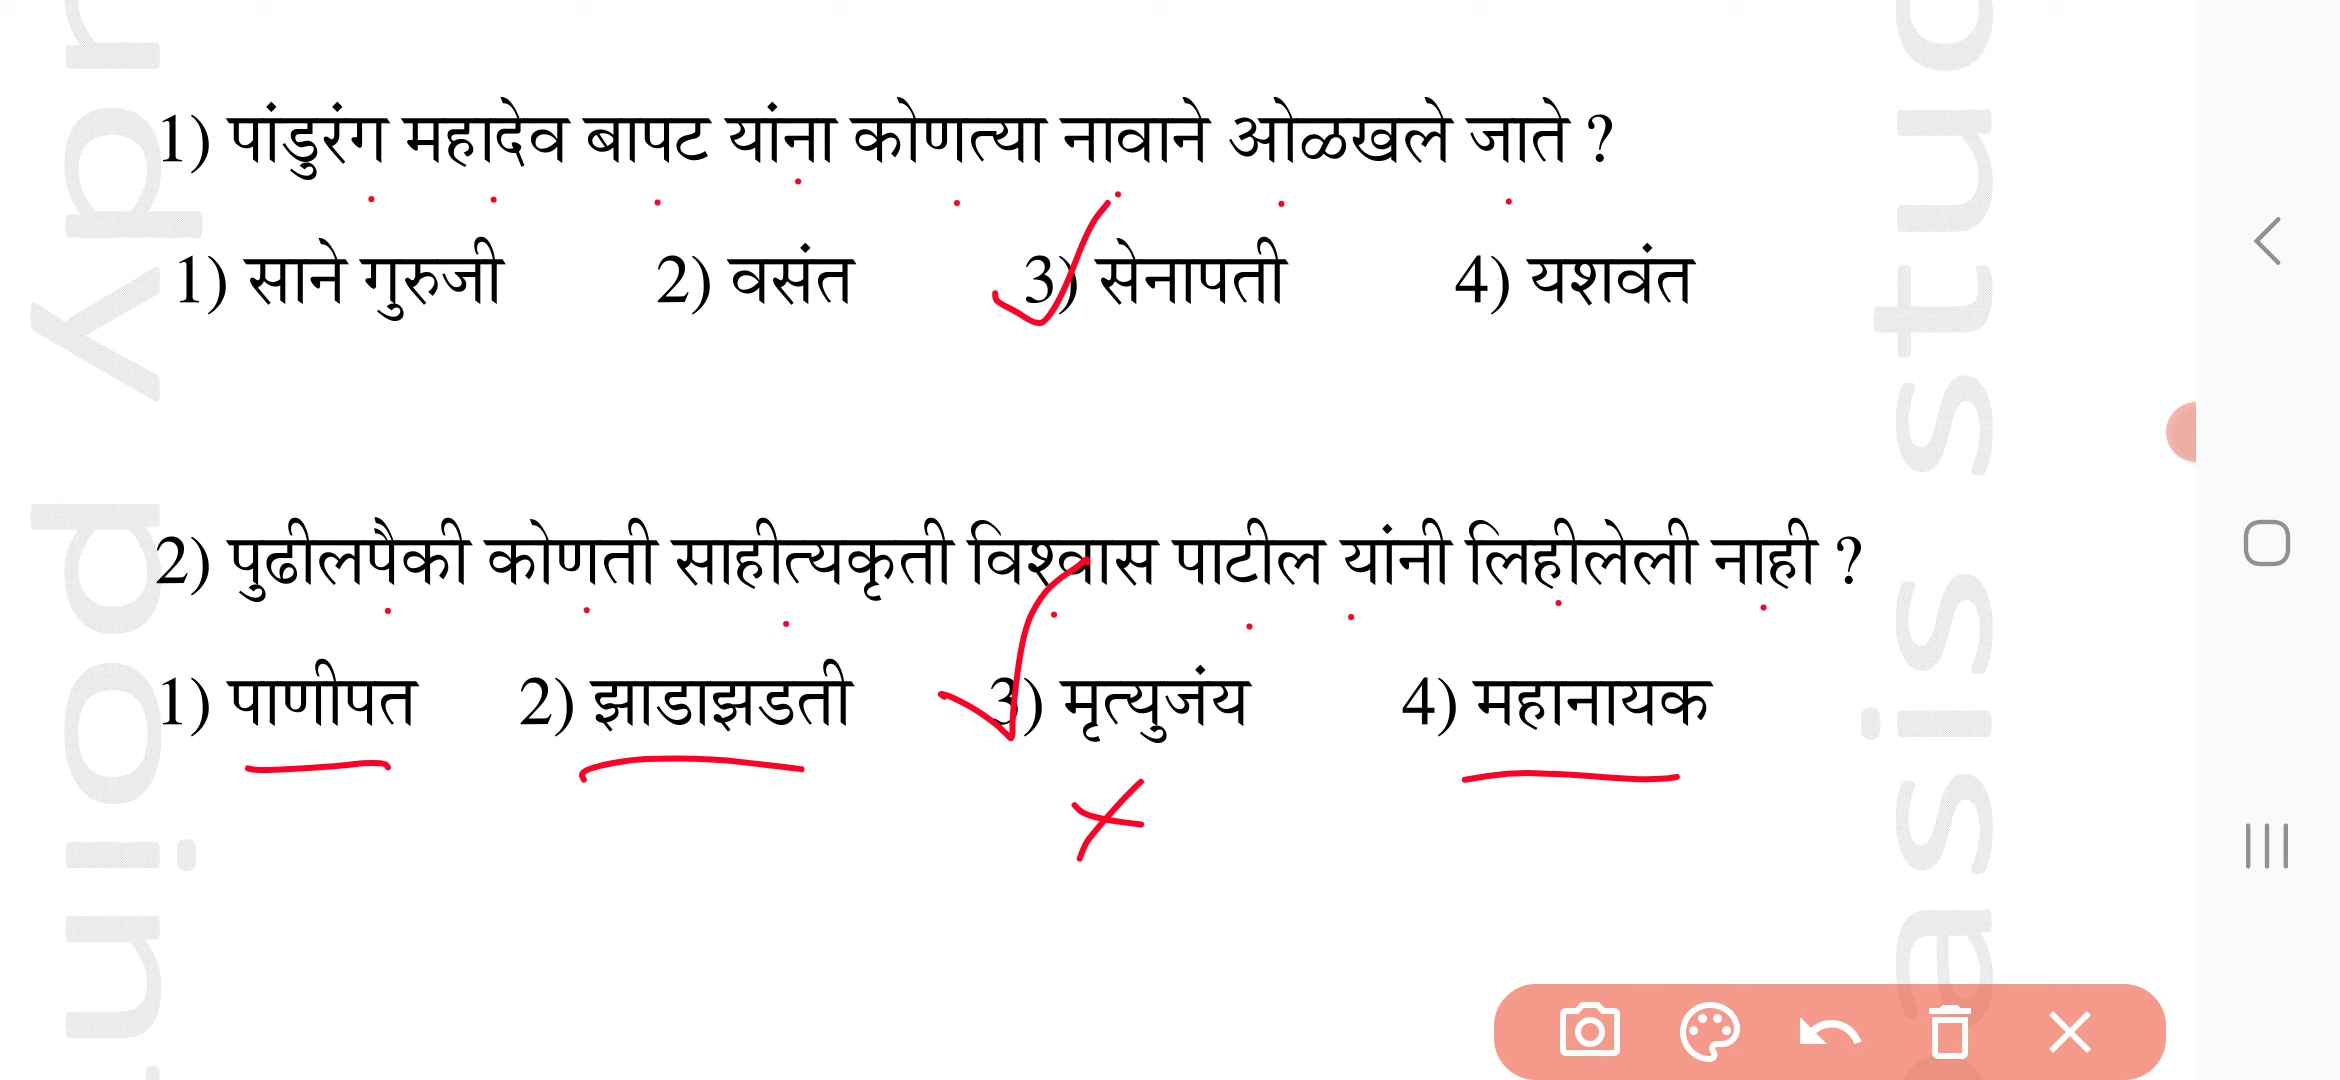 1) पांडुरंग महादेव बापट यांना कोणत्या नावाने ओळखले जाते ?
1) साने गुरुजी 2) वसंत 3) सेनापती 4) यशवंत
2) पुढीलपैकी कोणती साहीत्यकृती विश्वास पाटील यांनी लिहीलेली नाही ?
1) पाणीपत 2) झाडाझडती 3) मृत्युजंय 4) महानायक